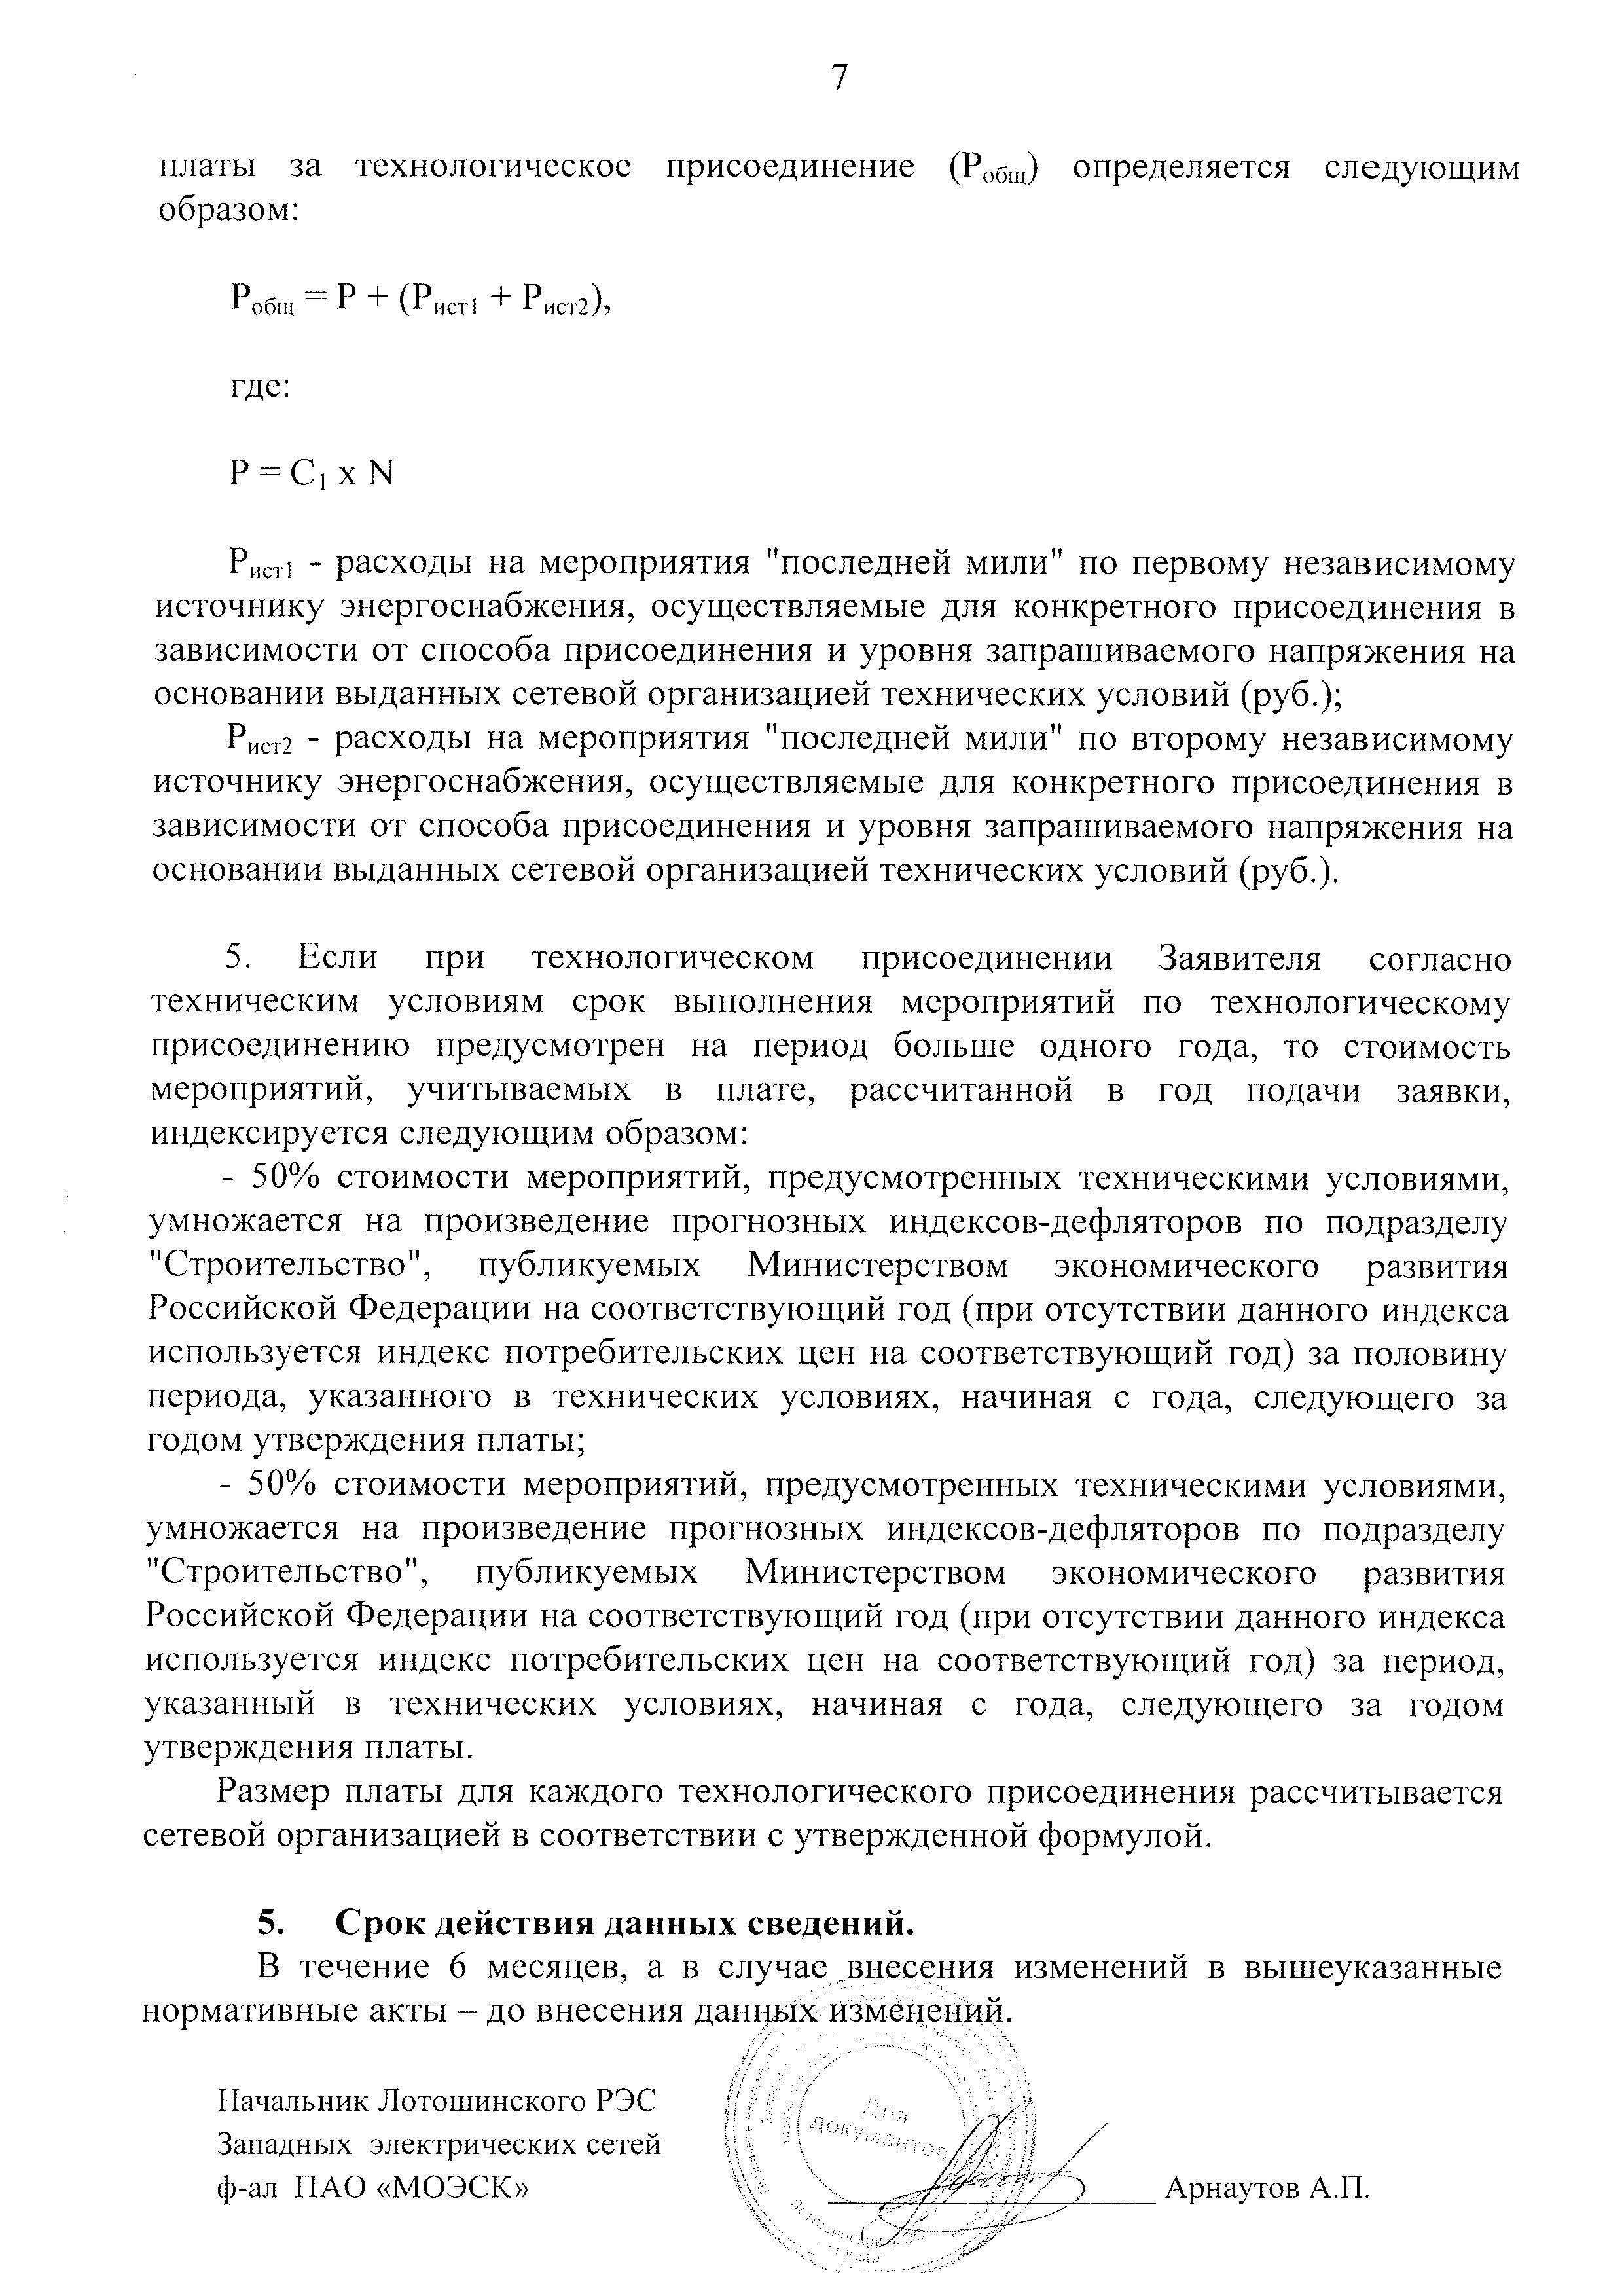 7
платы за технологическое присоединение (Робщ) определяется следующим
образом:
Робщ = Р + (Рист1 + Рист2),
где:
Р = С1 х N
Рист1 - расходы на мероприятия "последней мили" по первому независимому
источнику энергоснабжения, осуществляемые для конкретного присоединения в
зависимости от способа присоединения и уровня запрашиваемого напряжения на
основании выданных сетевой организацией технических условий (руб.);
Рист2 - расходы на мероприятия "последней мили" по второму независимому
источнику энергоснабжения, осуществляемые для конкретного присоединения в
зависимости от способа присоединения и уровня запрашиваемого напряжения на
основании выданных сетевой организацией технических условий (руб.).
5. Если при технологическом присоединении Заявителя согласно
техническим условиям срок выполнения мероприятий по технологическому
присоединению предусмотрен на период больше одного года, то стоимость
мероприятий, учитываемых в плате, рассчитанной в год подачи заявки,
индексируется следующим образом:
- 50% стоимости мероприятий, предусмотренных техническими условиями,
умножается на произведение прогнозных индексов-дефляторов по подразделу
"Строительство", публикуемых Министерством экономического развития
Российской Федерации на соответствующий год (при отсутствии данного индекса
используется индекс потребительских цен на соответствующий год) за половину
периода, указанного в технических условиях, начиная с года, следующего за
годом утверждения платы;
- 50% стоимости мероприятий, предусмотренных техническими условиями,
умножается на произведение прогнозных индексов-дефляторов по подразделу
"Строительство", публикуемых Министерством экономического развития
Российской Федерации на соответствующий год (при отсутствии данного индекса
используется индекс потребительских цен на соответствующий год) за период,
указанный в технических условиях, начиная с года, следующего за годом
утверждения платы.
Размер платы для каждого технологического присоединения рассчитывается
сетевой организацией в соответствии с утвержденной формулой.
5. Срок действия данных сведений.
В течение 6 месяцев, а в случае внесения изменений в вышеуказанные
нормативные акты – до внесения данных изменений.
Начальник Лотошинского РЭС
Западных электрических сетей
ф-ал ПАО «МОЭСК» Арнаутов А.П.
Для
документов